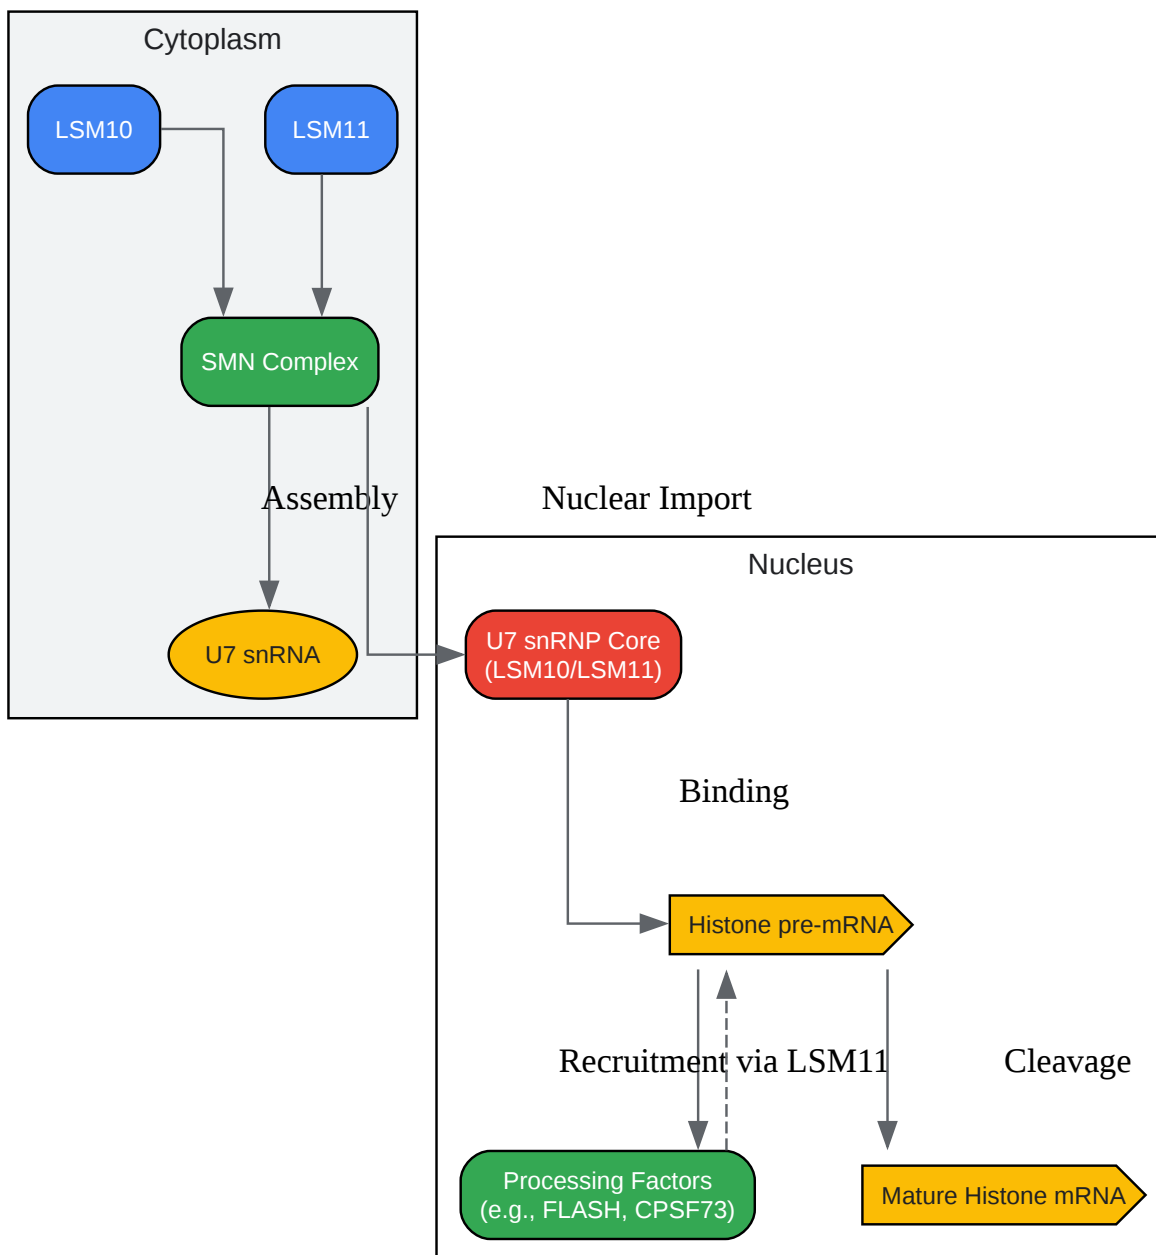 Cytoplasm
LSM10
LSM11
SMN Complex
Assembly
Nuclear Import
Nucleus
U7 snRNA
U7 snRNP Core
(LSM10/LSM11)
Binding
Histone pre-mRNA
Recruitment via LSM11
Cleavage
Processing Factors
(e.g., FLASH, CPSF73)
Mature Histone mRNA